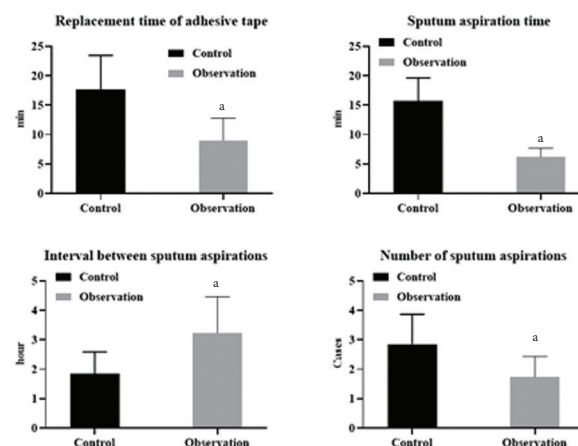 Replacement time of adhesive tape
25
20
15
10
5
0
min
Control
Observation
a
Control
Observation
Sputum aspiration time
25
20
15
10
5
0
min
Control
Observation
a
Control
Observation
Interval between sputum aspirations
5
4
3
2
1
0
hour
Control
Observation
a
Control
Observation
Number of sputum aspirations
5
4
3
2
1
0
Cases
Control
Observation
a
Control
Observation